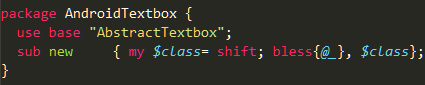 package AndroidTextbox {
  use base "AbstractTextbox";
  sub new     { my $class= shift; bless{@_}, $class};
}